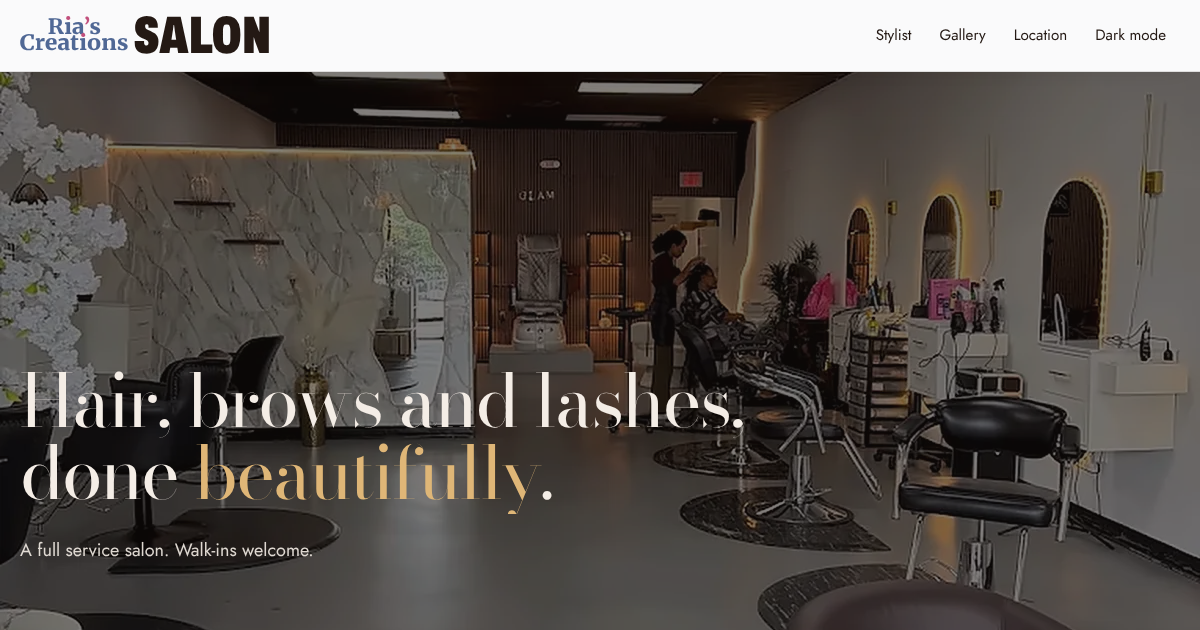 Ria's
Creations SALON
Stylist Gallery Location Dark mode
GLAM
Hair, brows and lashes,
done beautifully.
A full service salon. Walk-ins welcome.